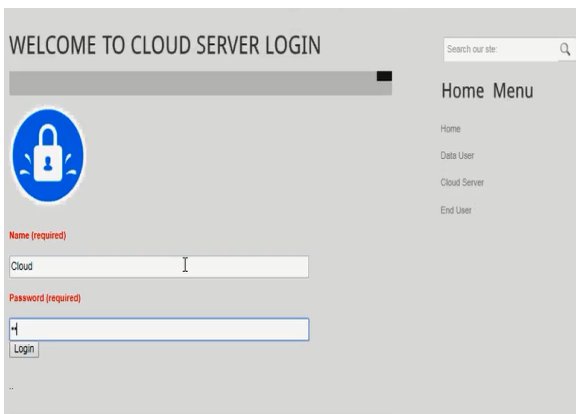 WELCOME TO CLOUD SERVER LOGIN
Name (required)
Cloud
Password (required)
Login
..
Search our site:
Home Menu
Home
Data User
Cloud Server
End User